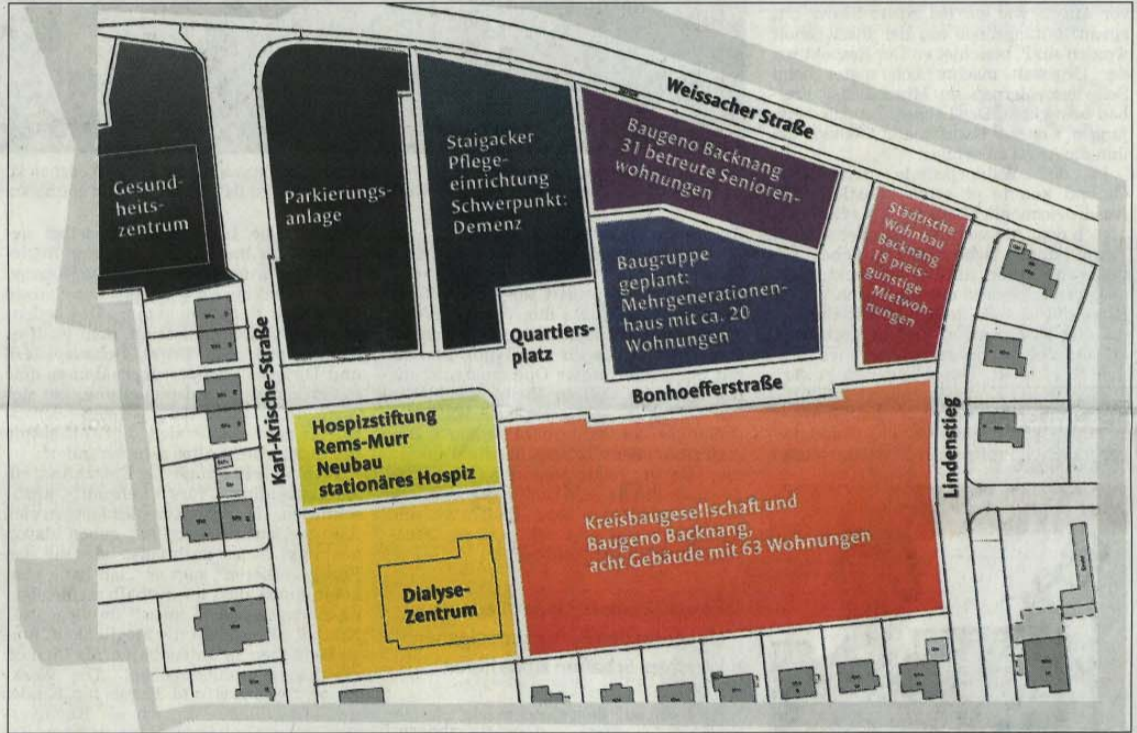 Weissacher Straße
Gesund-
heits-
zentrum
Parkierungs-
anlage
Staigacker
Pflege-
einrichtung
Schwerpunkt:
Demenz
Baugeno Backnang
31 betreute Senioren-
wohnungen
Städtische
Wohnbau
Backnang
18 preis-
günstige
Mietwoh-
nungen
Baugruppe
geplant:
Mehrgenerationen-
haus mit ca. 20
Wohnungen
Quartiers-
platz
Bonhoefferstraße
Karl-Krische-Straße
Lindenstieg
Hospizstiftung
Rems-Murr
Neubau
stationäres Hospiz
Kreisbaugesellschaft und
Baugeno Backnang,
acht Gebäude mit 63 Wohnungen
Dialyse-
Zentrum